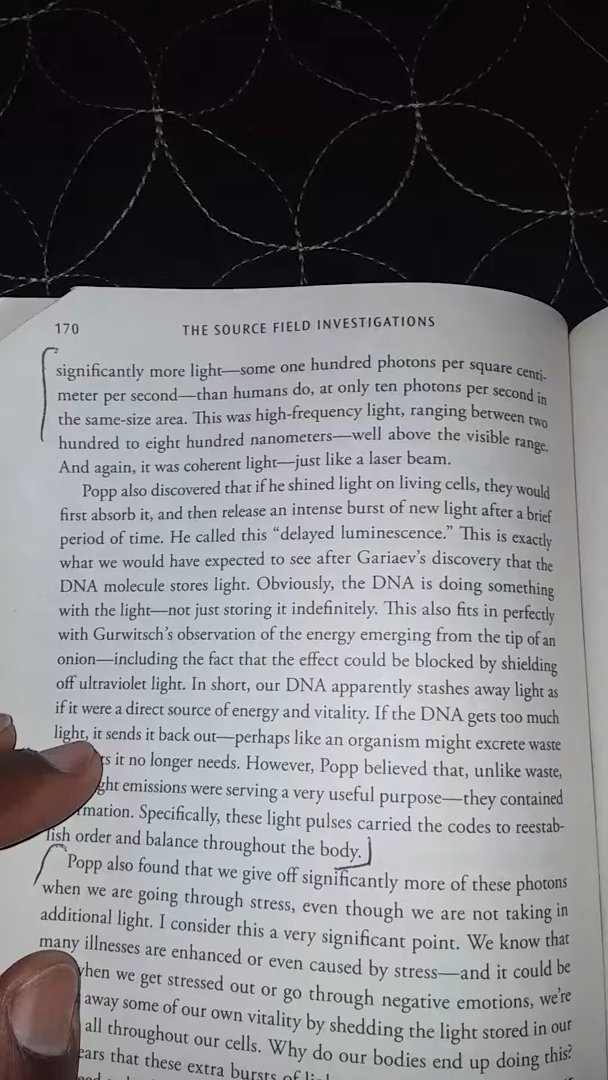 170
THE SOURCE FIELD INVESTIGATIONS
significantly more light—some one hundred photons per square centi-
meter per second—than humans do, at only ten photons per second in
the same-size area. This was high-frequency light, ranging between two
hundred to eight hundred nanometers—well above the visible range.
And again, it was coherent light—just like a laser beam.
Popp also discovered that if he shined light on living cells, they would
first absorb it, and then release an intense burst of new light after a brief
period of time. He called this “delayed luminescence.” This is exactly
what we would have expected to see after Gariaev’s discovery that the
DNA molecule stores light. Obviously, the DNA is doing something
with the light—not just storing it indefinitely. This also fits in perfectly
with Gurwitsch’s observation of the energy emerging from the tip of an
onion—including the fact that the effect could be blocked by shielding
off ultraviolet light. In short, our DNA apparently stashes away light as
if it were a direct source of energy and vitality. If the DNA gets too much
light, it sends it back out—perhaps like an organism might excrete waste
it no longer needs. However, Popp believed that, unlike waste,
emissions were serving a very useful purpose—they contained
Specifically, these light pulses carried the codes to reestab-
lish order and balance throughout the body.
Popp also found that we give off significantly more of these photons
when we are going through stress, even though we are not taking in
additional light. I consider this a very significant point. We know that
many illnesses are enhanced or even caused by stress—and it could be
when we get stressed out or go through negative emotions, we’re
away some of our own vitality by shedding the light stored in our
all throughout our cells. Why do our bodies end up doing this?
that these extra bursts of